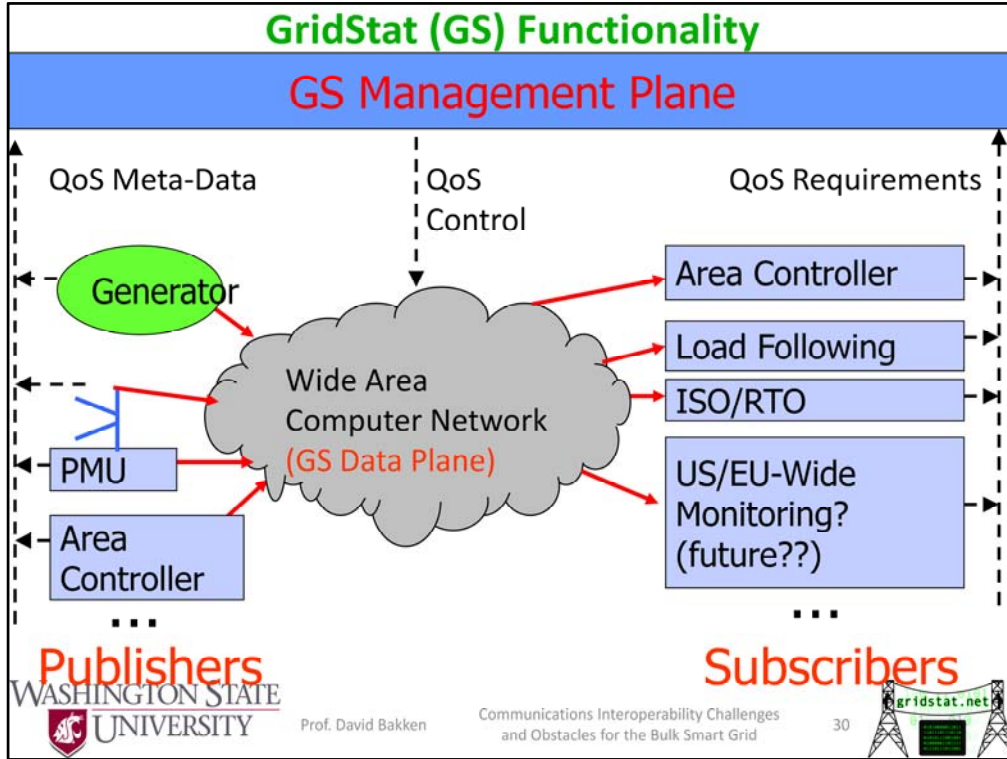 GridStat (GS) Functionality
GS Management Plane
QoS Meta-Data
QoS
Control
QoS Requirements
Generator
PMU
Area
Controller
...
Wide Area
Computer Network
(GS Data Plane)
Area Controller
Load Following
ISO/RTO
US/EU-Wide
Monitoring?
(future??)
...
Publishers
Subscribers
WASHINGTON STATE
UNIVERSITY
Prof. David Bakken
Communications Interoperability Challenges
and Obstacles for the Bulk Smart Grid
30
gridstat.net